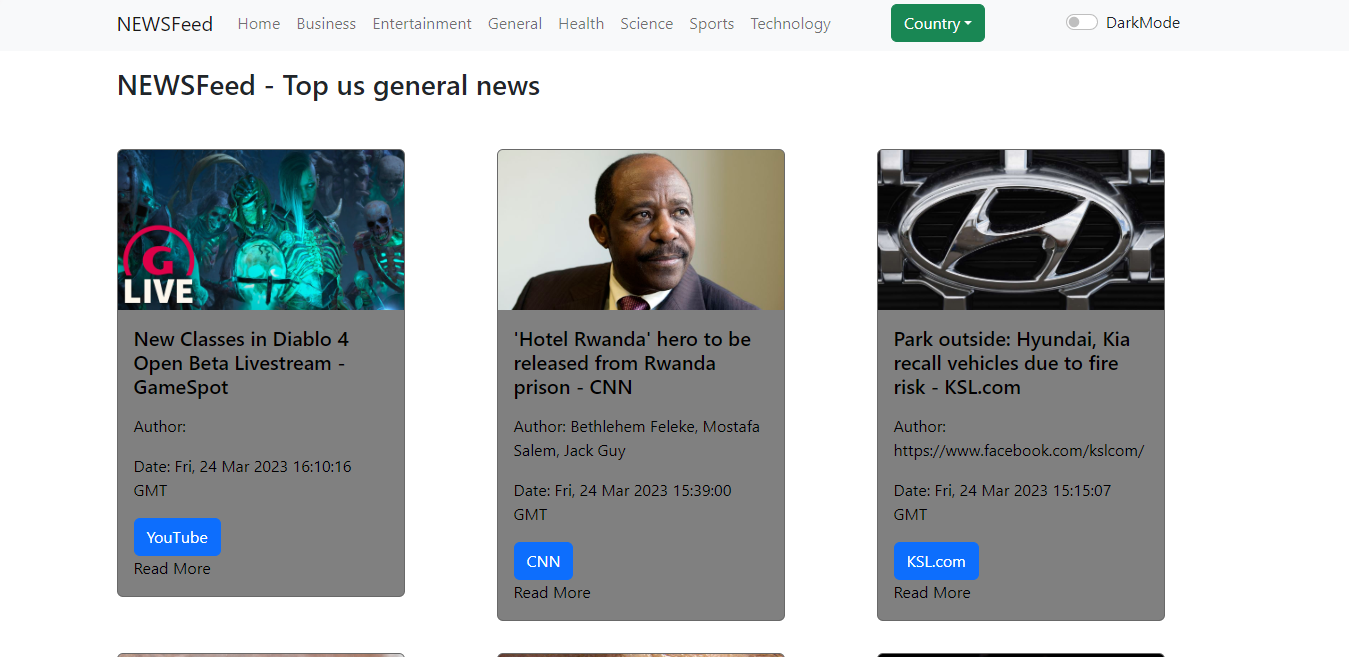 NEWSFeed Home Business Entertainment General Health Science Sports Technology Country DarkMode
NEWSFeed - Top us general news
G
LIVE
New Classes in Diablo 4
Open Beta Livestream -
GameSpot
Author:
Date: Fri, 24 Mar 2023 16:10:16
GMT
YouTube
Read More
'Hotel Rwanda' hero to be
released from Rwanda
prison - CNN
Author: Bethlehem Feleke, Mostafa
Salem, Jack Guy
Date: Fri, 24 Mar 2023 15:39:00
GMT
CNN
Read More
Park outside: Hyundai, Kia
recall vehicles due to fire
risk - KSL.com
Author:
https://www.facebook.com/kslcom/
Date: Fri, 24 Mar 2023 15:15:07
GMT
KSL.com
Read More